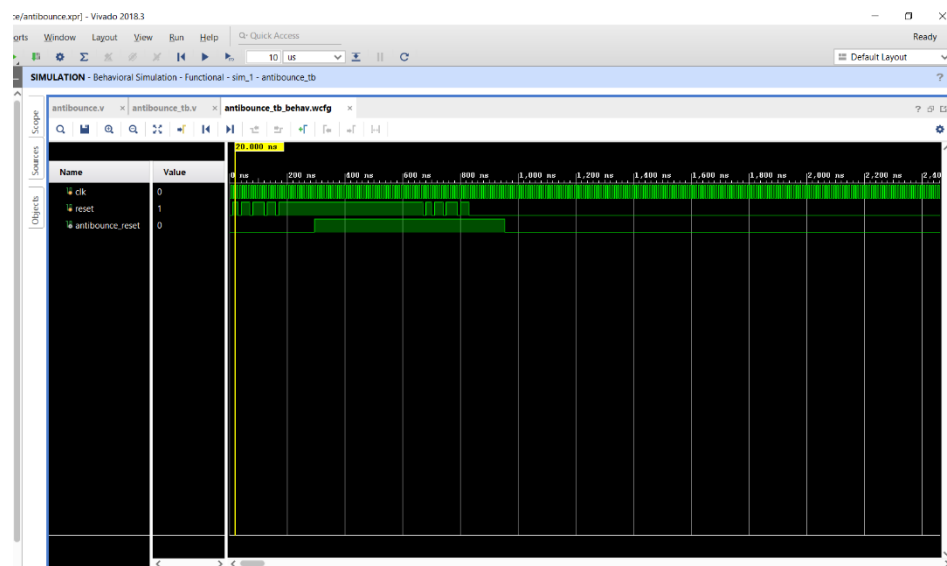 ce/antibounce.xpr] - Vivado 2018.3
orts Window Layout View Run Help Q- Quick Access Ready
10 us Default Layout
SIMULATION - Behavioral Simulation - Functional - sim_1 - antibounce_tb ?
antibounce.v × antibounce_tb.v × antibounce_tb_behav.wcfg × ?
Scope
Sources
Objects
20.000 ns
Name Value 0 ns 200 ns 400 ns 600 ns 800 ns 1,000 ns 1,200 ns 1,400 ns 1,600 ns 1,800 ns 2,000 ns 2,200 ns 2,40
clk 0
reset 1
antibounce_reset 0